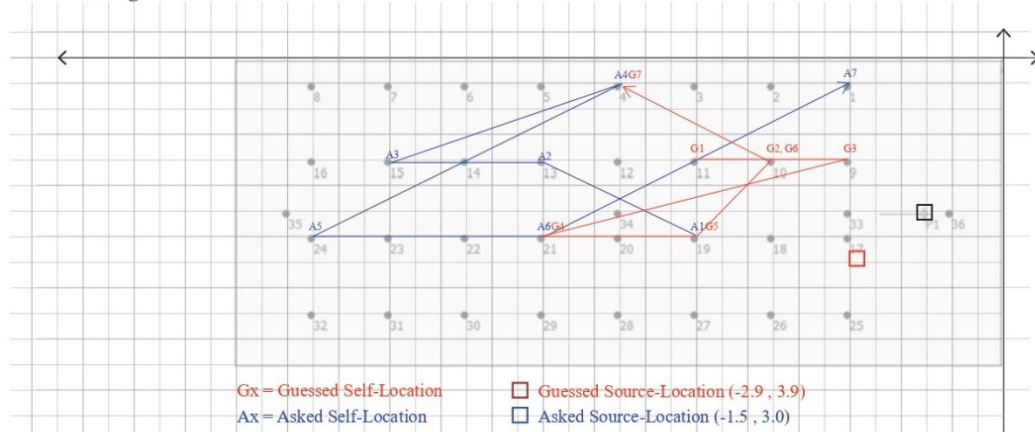 A4G7 A7
8 7 6 5 4 3 2 1
A3 A2 G1 G2, G6 G3
16 15 14 13 12 11 10 9
35 34 33 P1 36
A5 A6G4 A1G5
24 23 22 21 20 19 18 17
32 31 30 29 28 27 26 25
Gx = Guessed Self-Location Guessed Source-Location (-2.9 , 3.9)
Ax = Asked Self-Location Asked Source-Location (-1.5 , 3.0)